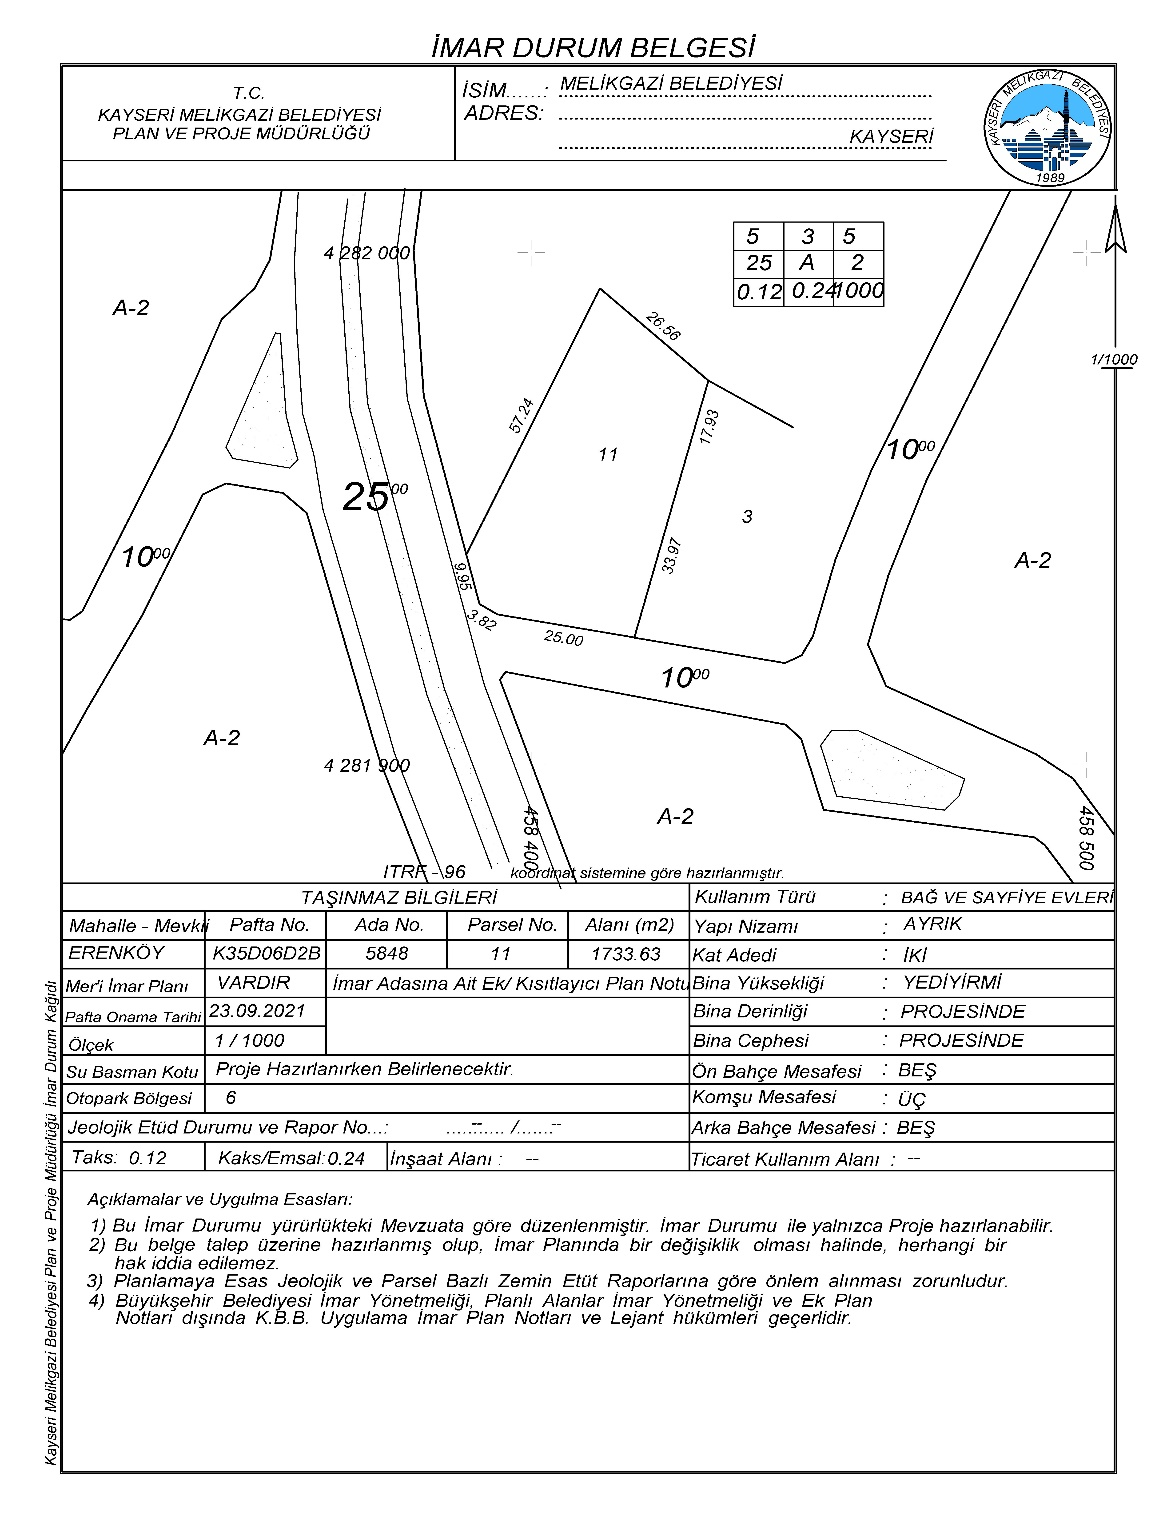 İMAR DURUM BELGESİ
T.C.
KAYSERİ MELİKGAZİ BELEDİYESİ
PLAN VE PROJE MÜDÜRLÜĞÜ
İSİM......: MELİKGAZİ BELEDİYESİ
ADRES:
KAYSERİ
KAYSERİ MELİKGAZİ BELEDİYESİ
1989
4 282 000
5 3 5
25 A 2
0.12 0.24 1000
A-2
1/1000
26.56
57.24
17.93
11
1000
2500
3
1000
33.97
A-2
9.95
3.82
25.00
1000
A-2
4 281 900
A-2
458 400
458 500
ITRF - 96 koordinat sistemine göre hazırlanmıştır.
TAŞINMAZ BİLGİLERİ
Kullanım Türü : BAĞ VE SAYFİYE EVLERİ
Mahalle - Mevkii Pafta No. Ada No. Parsel No. Alanı (m2)
Yapı Nizamı : AYRIK
ERENKÖY K35D06D2B 5848 11 1733.63
Kat Adedi : İKİ
Mer'i İmar Planı VARDIR İmar Adasına Ait Ek/ Kısıtlayıcı Plan Notu
Bina Yüksekliği : YEDİYİRMİ
Pafta Onama Tarihi 23.09.2021
Bina Derinliği : PROJESİNDE
Ölçek 1 / 1000
Bina Cephesi : PROJESİNDE
Su Basman Kotu Proje Hazırlanırken Belirlenecektir.
Ön Bahçe Mesafesi : BEŞ
Otopark Bölgesi 6
Komşu Mesafesi : ÜÇ
Jeolojik Etüd Durumu ve Rapor No...: .....--..... /......--
Arka Bahçe Mesafesi : BEŞ
Taks: 0.12 Kaks/Emsal:0.24 İnşaat Alanı : --
Ticaret Kullanım Alanı : --
Açıklamalar ve Uygulma Esasları:
1) Bu İmar Durumu yürürlükteki Mevzuata göre düzenlenmiştir. İmar Durumu ile yalnızca Proje hazırlanabilir.
2) Bu belge talep üzerine hazırlanmış olup, İmar Planında bir değişiklik olması halinde, herhangi bir
hak iddia edilemez.
3) Planlamaya Esas Jeolojik ve Parsel Bazlı Zemin Etüt Raporlarına göre önlem alınması zorunludur.
4) Büyükşehir Belediyesi İmar Yönetmeliği, Planlı Alanlar İmar Yönetmeliği ve Ek Plan
Notları dışında K.B.B. Uygulama İmar Plan Notları ve Lejant hükümleri geçerlidir.
Kayseri Melikgazi Belediyesi Plan ve Proje Müdürlüğü İmar Durum Kağıdı